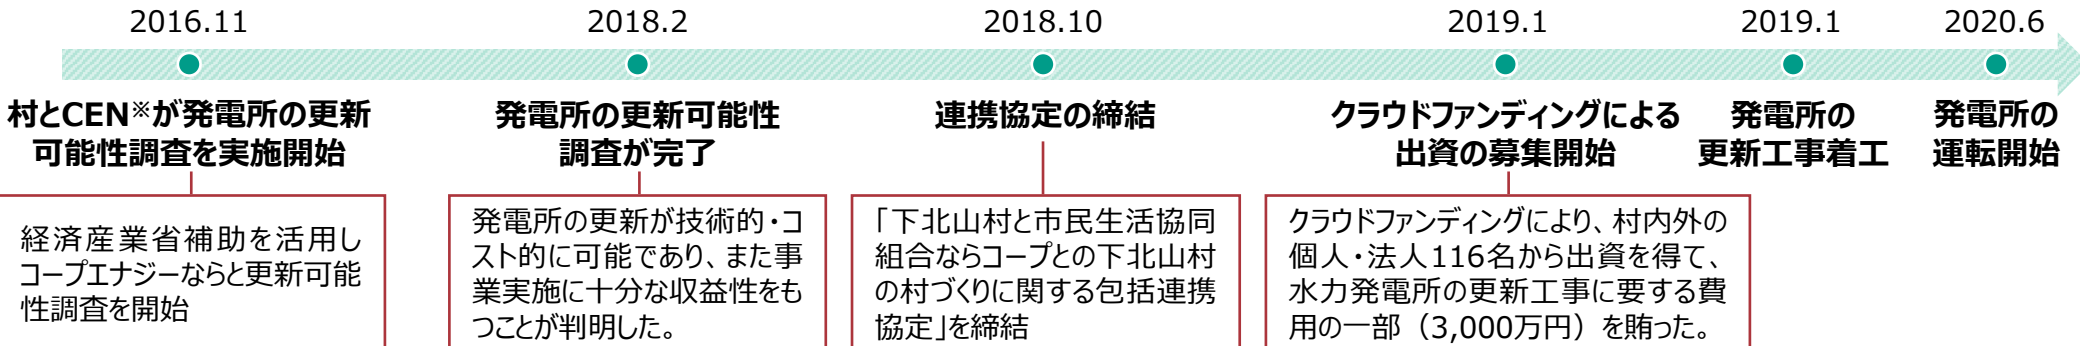 2016.11
村とCEN※が発電所の更新
可能性調査を実施開始
経済産業省補助を活用し
コープエナジーならと更新可能
性調査を開始
2018.2
発電所の更新可能性
調査が完了
発電所の更新が技術的・コ
スト的に可能であり、また事
業実施に十分な収益性をも
つことが判明した。
2018.10
連携協定の締結
「下北山村と市民生活協同
組合ならコープとの下北山村
の村づくりに関する包括連携
協定」を締結
2019.1
クラウドファンディングによる
出資の募集開始
クラウドファンディングにより、村内外の
個人・法人116名から出資を得て、
水力発電所の更新工事に要する費
用の一部（3,000万円）を賄った。
2019.1
発電所の
更新工事着工
2020.6
発電所の
運転開始